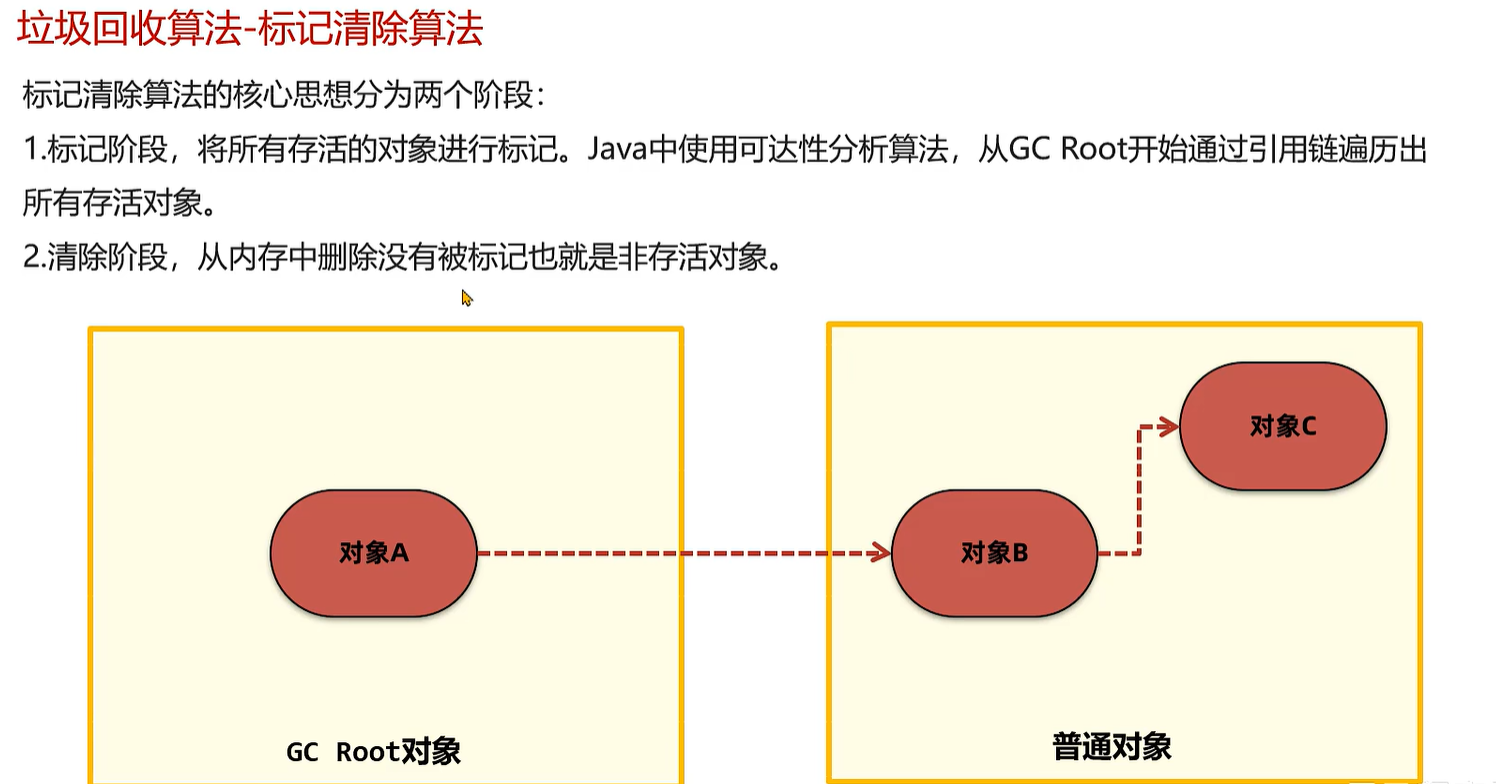 垃圾回收算法-标记清除算法
标记清除算法的核心思想分为两个阶段：
1.标记阶段，将所有存活的对象进行标记。Java中使用可达性分析算法，从GC Root开始通过引用链遍历出
所有存活对象。
2.清除阶段，从内存中删除没有被标记也就是非存活对象。
对象C
对象A
对象B
GC Root对象
普通对象